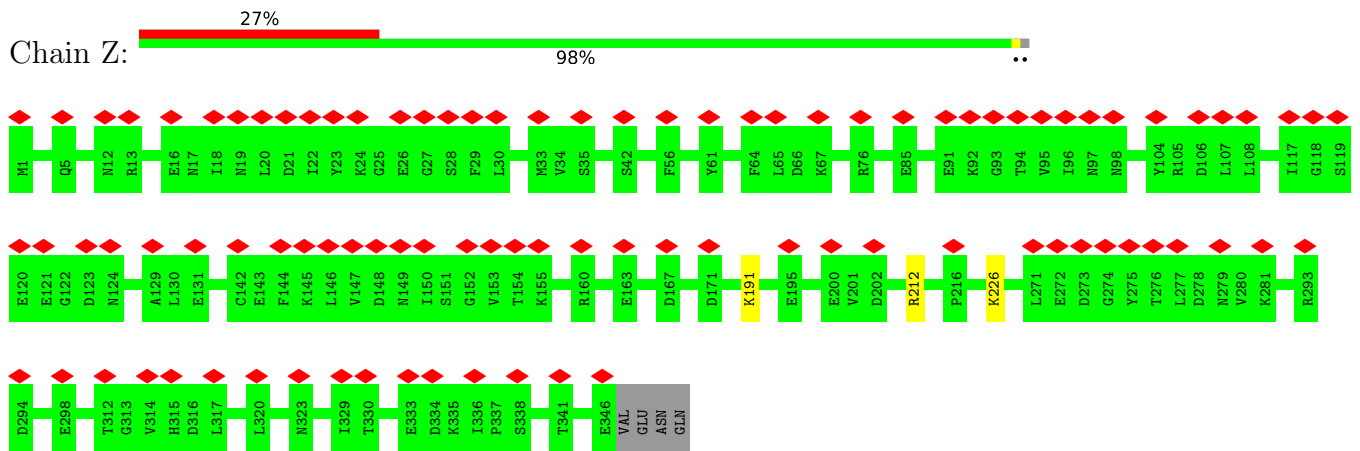 27%
Chain Z:
98%
••
M1 Q5 N12 R13 E16 N17 I18 N19 L20 D21 I22 Y23 K24 G25 E26 G27 S28 F29 L30 M33 V34 S35 S42 F56 Y61 F64 L65 D66 K67 R76 E85 E91 K92 G93 T94 V95 I96 N97 N98 Y104 R105 D106 L107 L108 I117 G118 S119
E120 E121 G122 D123 N124 A129 L130 E131 C142 E143 F144 K145 L146 V147 D148 N149 I150 S151 G152 V153 T154 K155 R160 E163 D167 D171 K191 E195 E200 V201 D202 R212 P216 K226 L271 E272 D273 G274 Y275 T276 L277 D278 N279 V280 K281 R293
D294 E298 T312 G313 V314 H315 D316 L317 L320 N323 I329 T330 E333 D334 K335 I336 P337 S338 T341 E346 VAL GLU ASN GLN